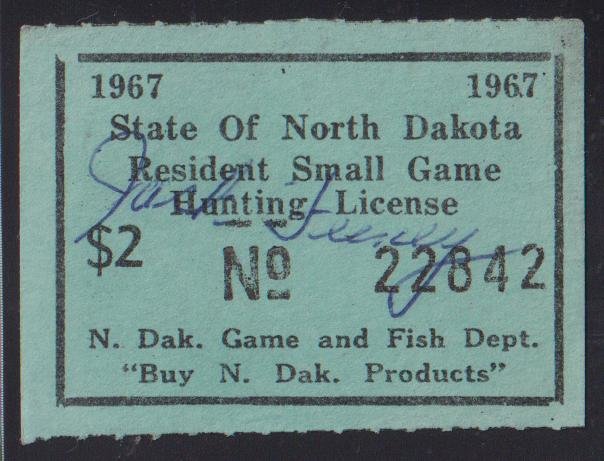 1967 1967
State Of North Dakota
Resident Small Game
Hunting License
$2 No 22842
N. Dak. Game and Fish Dept.
"Buy N. Dak. Products"